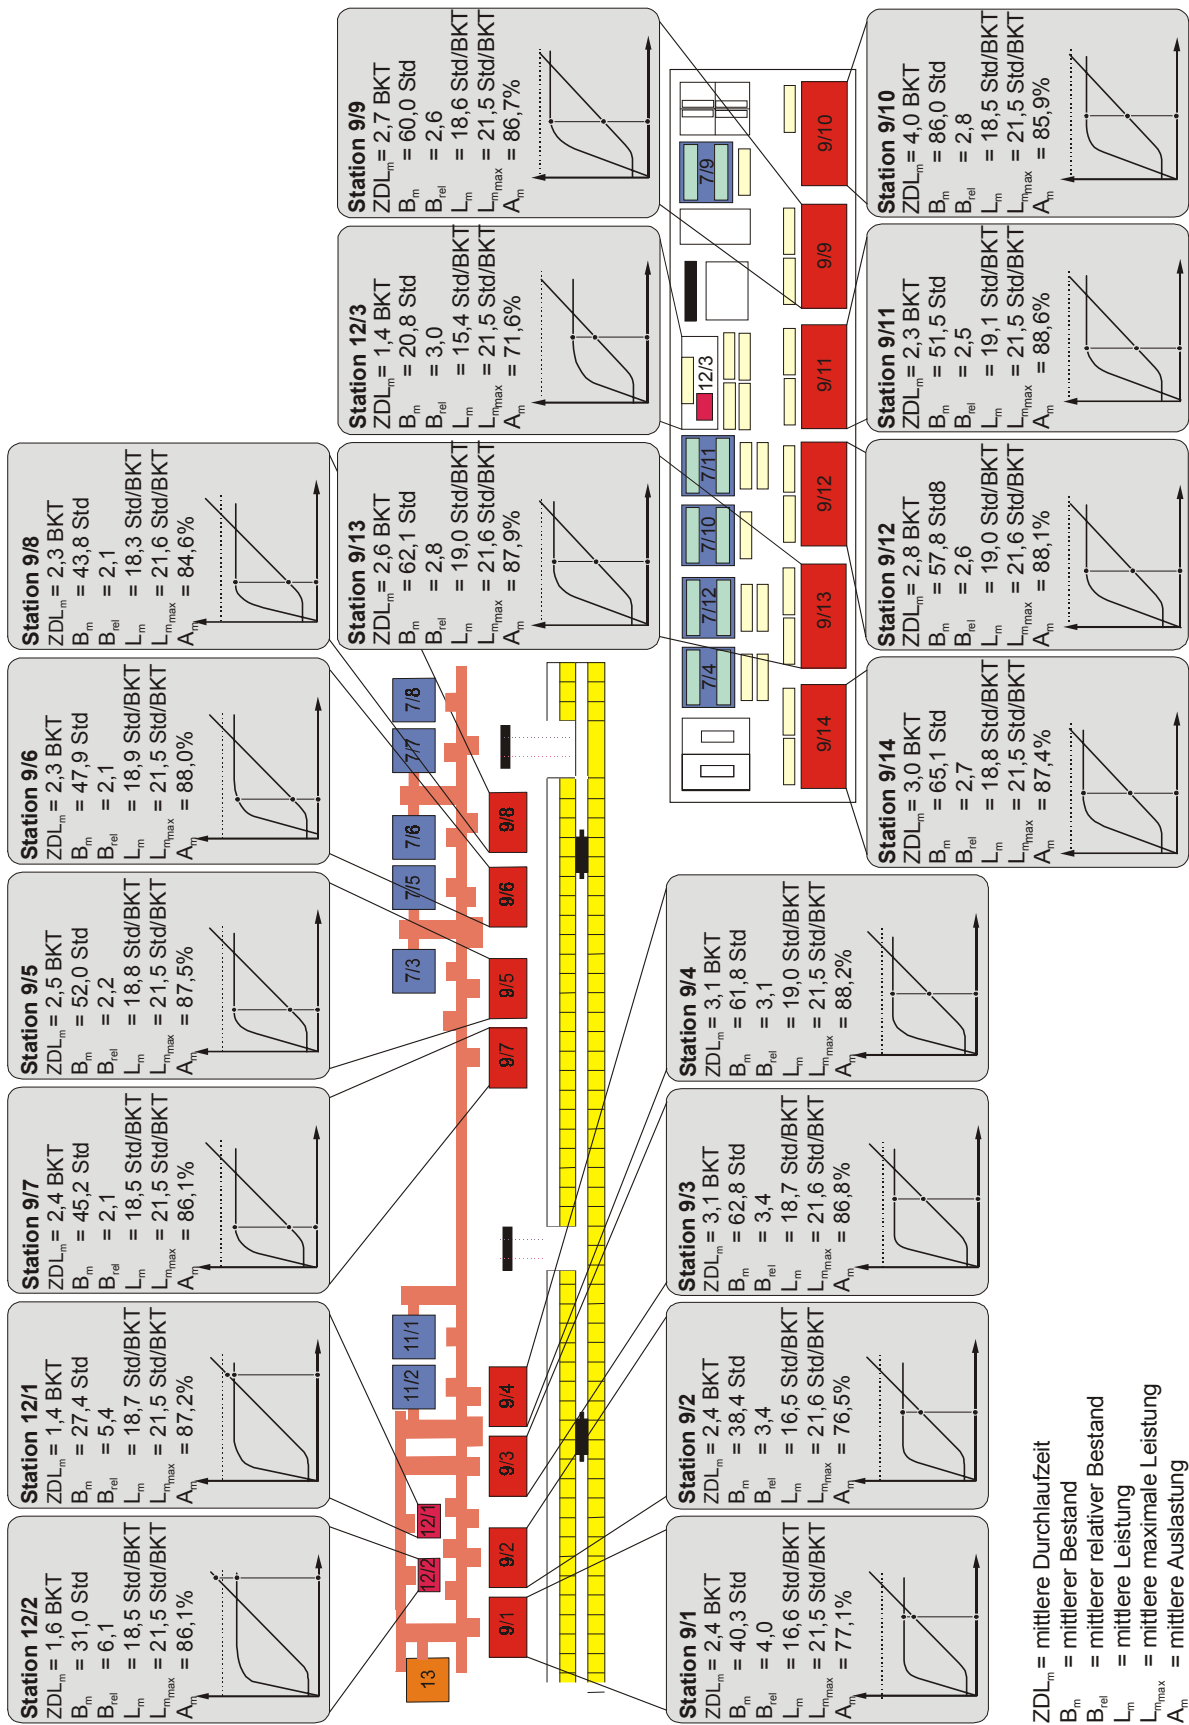 Station 12/2
ZDLm = 1,6 BKT
Bm = 31,0 Std
Brel = 6,1
Lm = 18,5 Std/BKT
Lmmax = 21,5 Std/BKT
Am = 86,1%
Station 12/1
ZDLm = 1,4 BKT
Bm = 27,4 Std
Brel = 5,4
Lm = 18,7 Std/BKT
Lmmax = 21,5 Std/BKT
Am = 87,2%
Station 9/7
ZDLm = 2,4 BKT
Bm = 45,2 Std
Brel = 2,1
Lm = 18,5 Std/BKT
Lmmax = 21,5 Std/BKT
Am = 86,1%
Station 9/5
ZDLm = 2,5 BKT
Bm = 52,0 Std
Brel = 2,2
Lm = 18,8 Std/BKT
Lmmax = 21,5 Std/BKT
Am = 87,5%
Station 9/6
ZDLm = 2,3 BKT
Bm = 47,9 Std
Brel = 2,1
Lm = 18,9 Std/BKT
Lmmax = 21,5 Std/BKT
Am = 88,0%
Station 9/8
ZDLm = 2,3 BKT
Bm = 43,8 Std
Brel = 2,1
Lm = 18,3 Std/BKT
Lmmax = 21,6 Std/BKT
Am = 84,6%
Station 9/13
ZDLm = 2,6 BKT
Bm = 62,1 Std
Brel = 2,8
Lm = 19,0 Std/BKT
Lmmax = 21,6 Std/BKT
Am = 87,9%
Station 12/3
ZDLm = 1,4 BKT
Bm = 20,8 Std
Brel = 3,0
Lm = 15,4 Std/BKT
Lmmax = 21,5 Std/BKT
Am = 71,6%
Station 9/9
ZDLm = 2,7 BKT
Bm = 60,0 Std
Brel = 2,6
Lm = 18,6 Std/BKT
Lmmax = 21,5 Std/BKT
Am = 86,7%
13
12/2
12/1
11/2
11/1
7/3
7/5
7/6
7/7
7/8
9/1
9/2
9/3
9/4
9/7
9/5
9/6
9/8
7/4
7/12
7/10
7/11
12/3
7/9
9/14
9/13
9/12
9/11
9/9
9/10
Station 9/1
ZDLm = 2,4 BKT
Bm = 40,3 Std
Brel = 4,0
Lm = 16,6 Std/BKT
Lmmax = 21,5 Std/BKT
Am = 77,1%
Station 9/2
ZDLm = 2,4 BKT
Bm = 38,4 Std
Brel = 3,4
Lm = 16,5 Std/BKT
Lmmax = 21,6 Std/BKT
Am = 76,5%
Station 9/3
ZDLm = 3,1 BKT
Bm = 62,8 Std
Brel = 3,4
Lm = 18,7 Std/BKT
Lmmax = 21,6 Std/BKT
Am = 86,8%
Station 9/4
ZDLm = 3,1 BKT
Bm = 61,8 Std
Brel = 3,1
Lm = 19,0 Std/BKT
Lmmax = 21,5 Std/BKT
Am = 88,2%
Station 9/14
ZDLm = 3,0 BKT
Bm = 65,1 Std
Brel = 2,7
Lm = 18,8 Std/BKT
Lmmax = 21,5 Std/BKT
Am = 87,4%
Station 9/12
ZDLm = 2,8 BKT
Bm = 57,8 Std8
Brel = 2,6
Lm = 19,0 Std/BKT
Lmmax = 21,6 Std/BKT
Am = 88,1%
Station 9/11
ZDLm = 2,3 BKT
Bm = 51,5 Std
Brel = 2,5
Lm = 19,1 Std/BKT
Lmmax = 21,5 Std/BKT
Am = 88,6%
Station 9/10
ZDLm = 4,0 BKT
Bm = 86,0 Std
Brel = 2,8
Lm = 18,5 Std/BKT
Lmmax = 21,5 Std/BKT
Am = 85,9%
ZDLm = mittlere Durchlaufzeit
Bm = mittlerer Bestand
Brel = mittlerer relativer Bestand
Lm = mittlere Leistung
Lmmax = mittlere maximale Leistung
Am = mittlere Auslastung